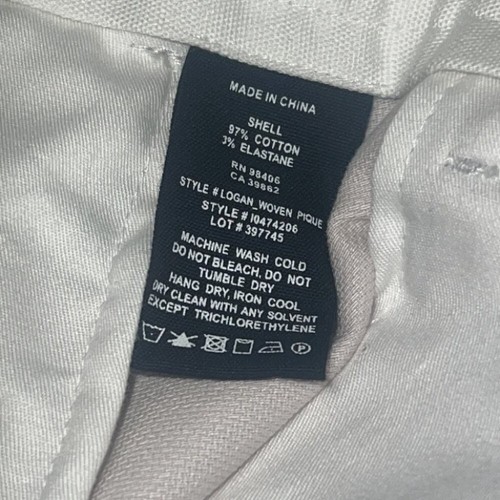 MADE IN CHINA
SHELL
97% COTTON
3% ELASTANE
RN 98406
CA 39882
STYLE # LOGAN_WOVEN PIQUE
STYLE # I0474206
LOT # 397745
MACHINE WASH COLD
DO NOT BLEACH, DO NOT
TUMBLE DRY
HANG DRY, IRON COOL
DRY CLEAN WITH ANY SOLVENT
EXCEPT TRICHLORETHYLENE
P